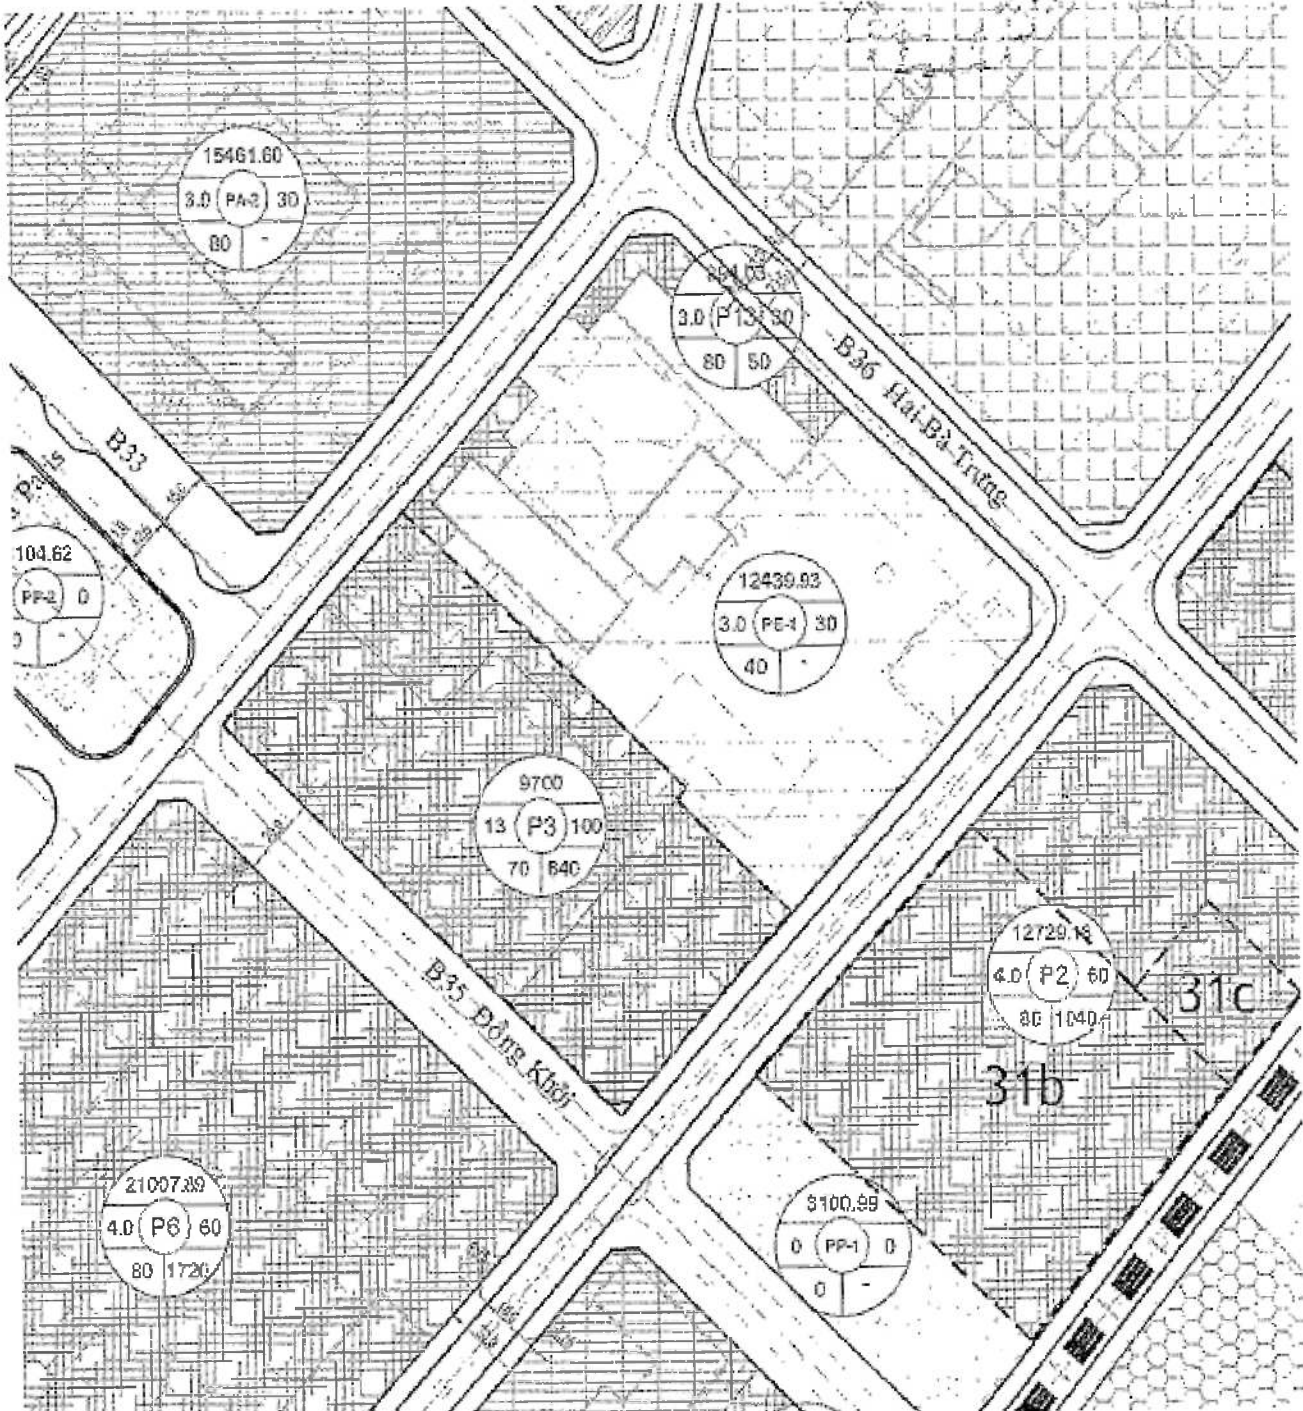 15461.60
3.0 PA-2 30
80 -
3.0 P13 30
80 50
B36 Hai Bà Trưng
B33
104.62
PP-2 0
0 -
12439.93
3.0 PE-1 30
40 -
9700
13 P3 100
70 840
12729.18
4.0 P2 60
80 1040
31c
31b
B35 Đồng Khởi
21007.89
4.0 P6 60
80 1720
3100.99
0 PP-1 0
0 -